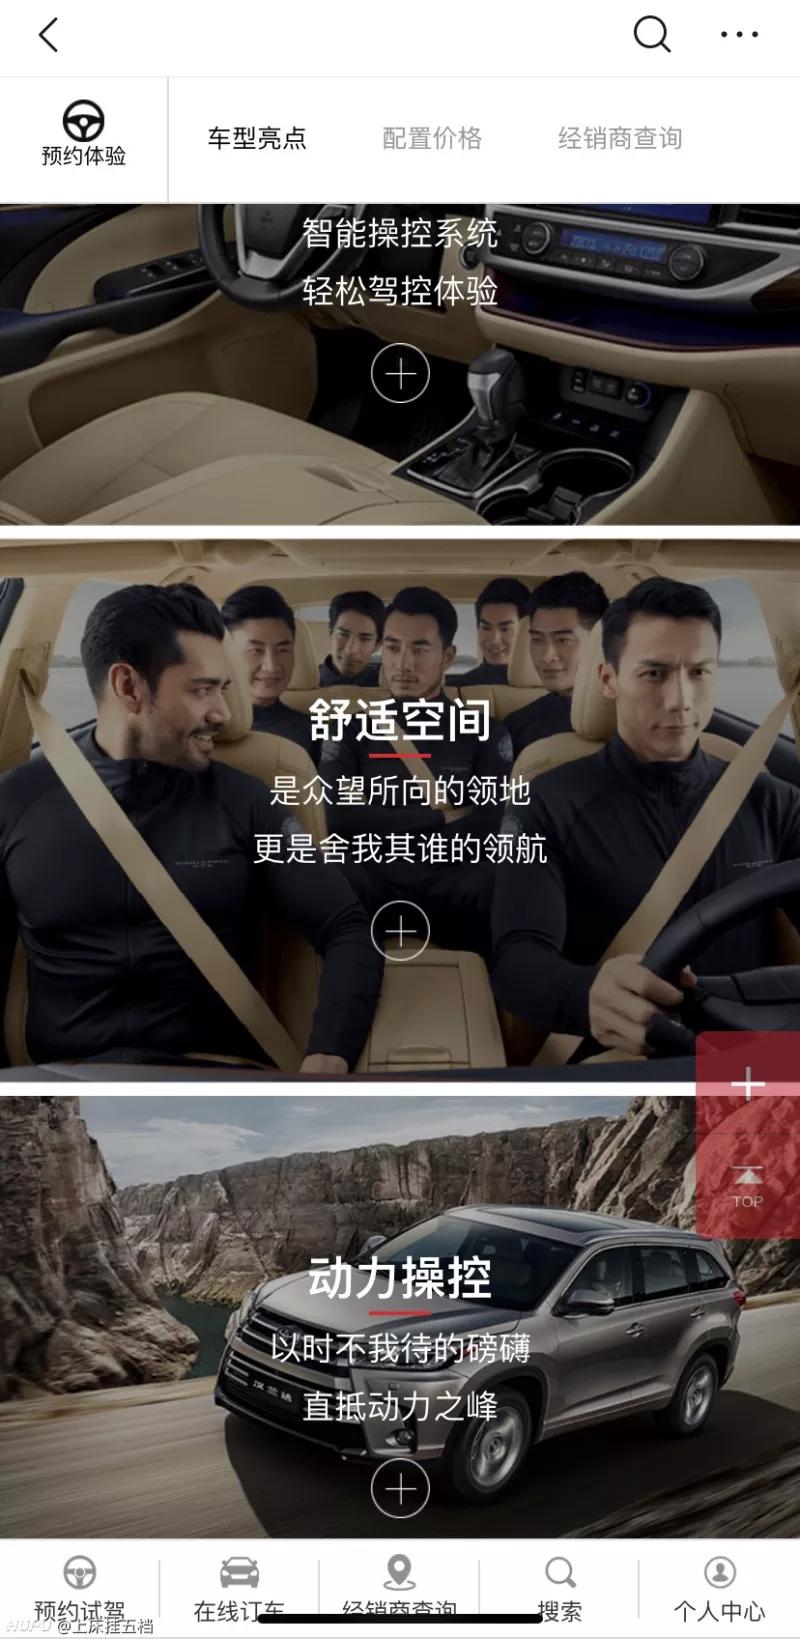 预约体验
车型亮点
配置价格
经销商查询
智能操控系统
轻松驾控体验
舒适空间
是众望所向的领地
更是舍我其谁的领航
TOP
动力操控
以时不我待的磅礴
直抵动力之峰
汉兰达
预约试驾
在线订车
经销商查询
搜索
个人中心
HUPU @上床挂五档